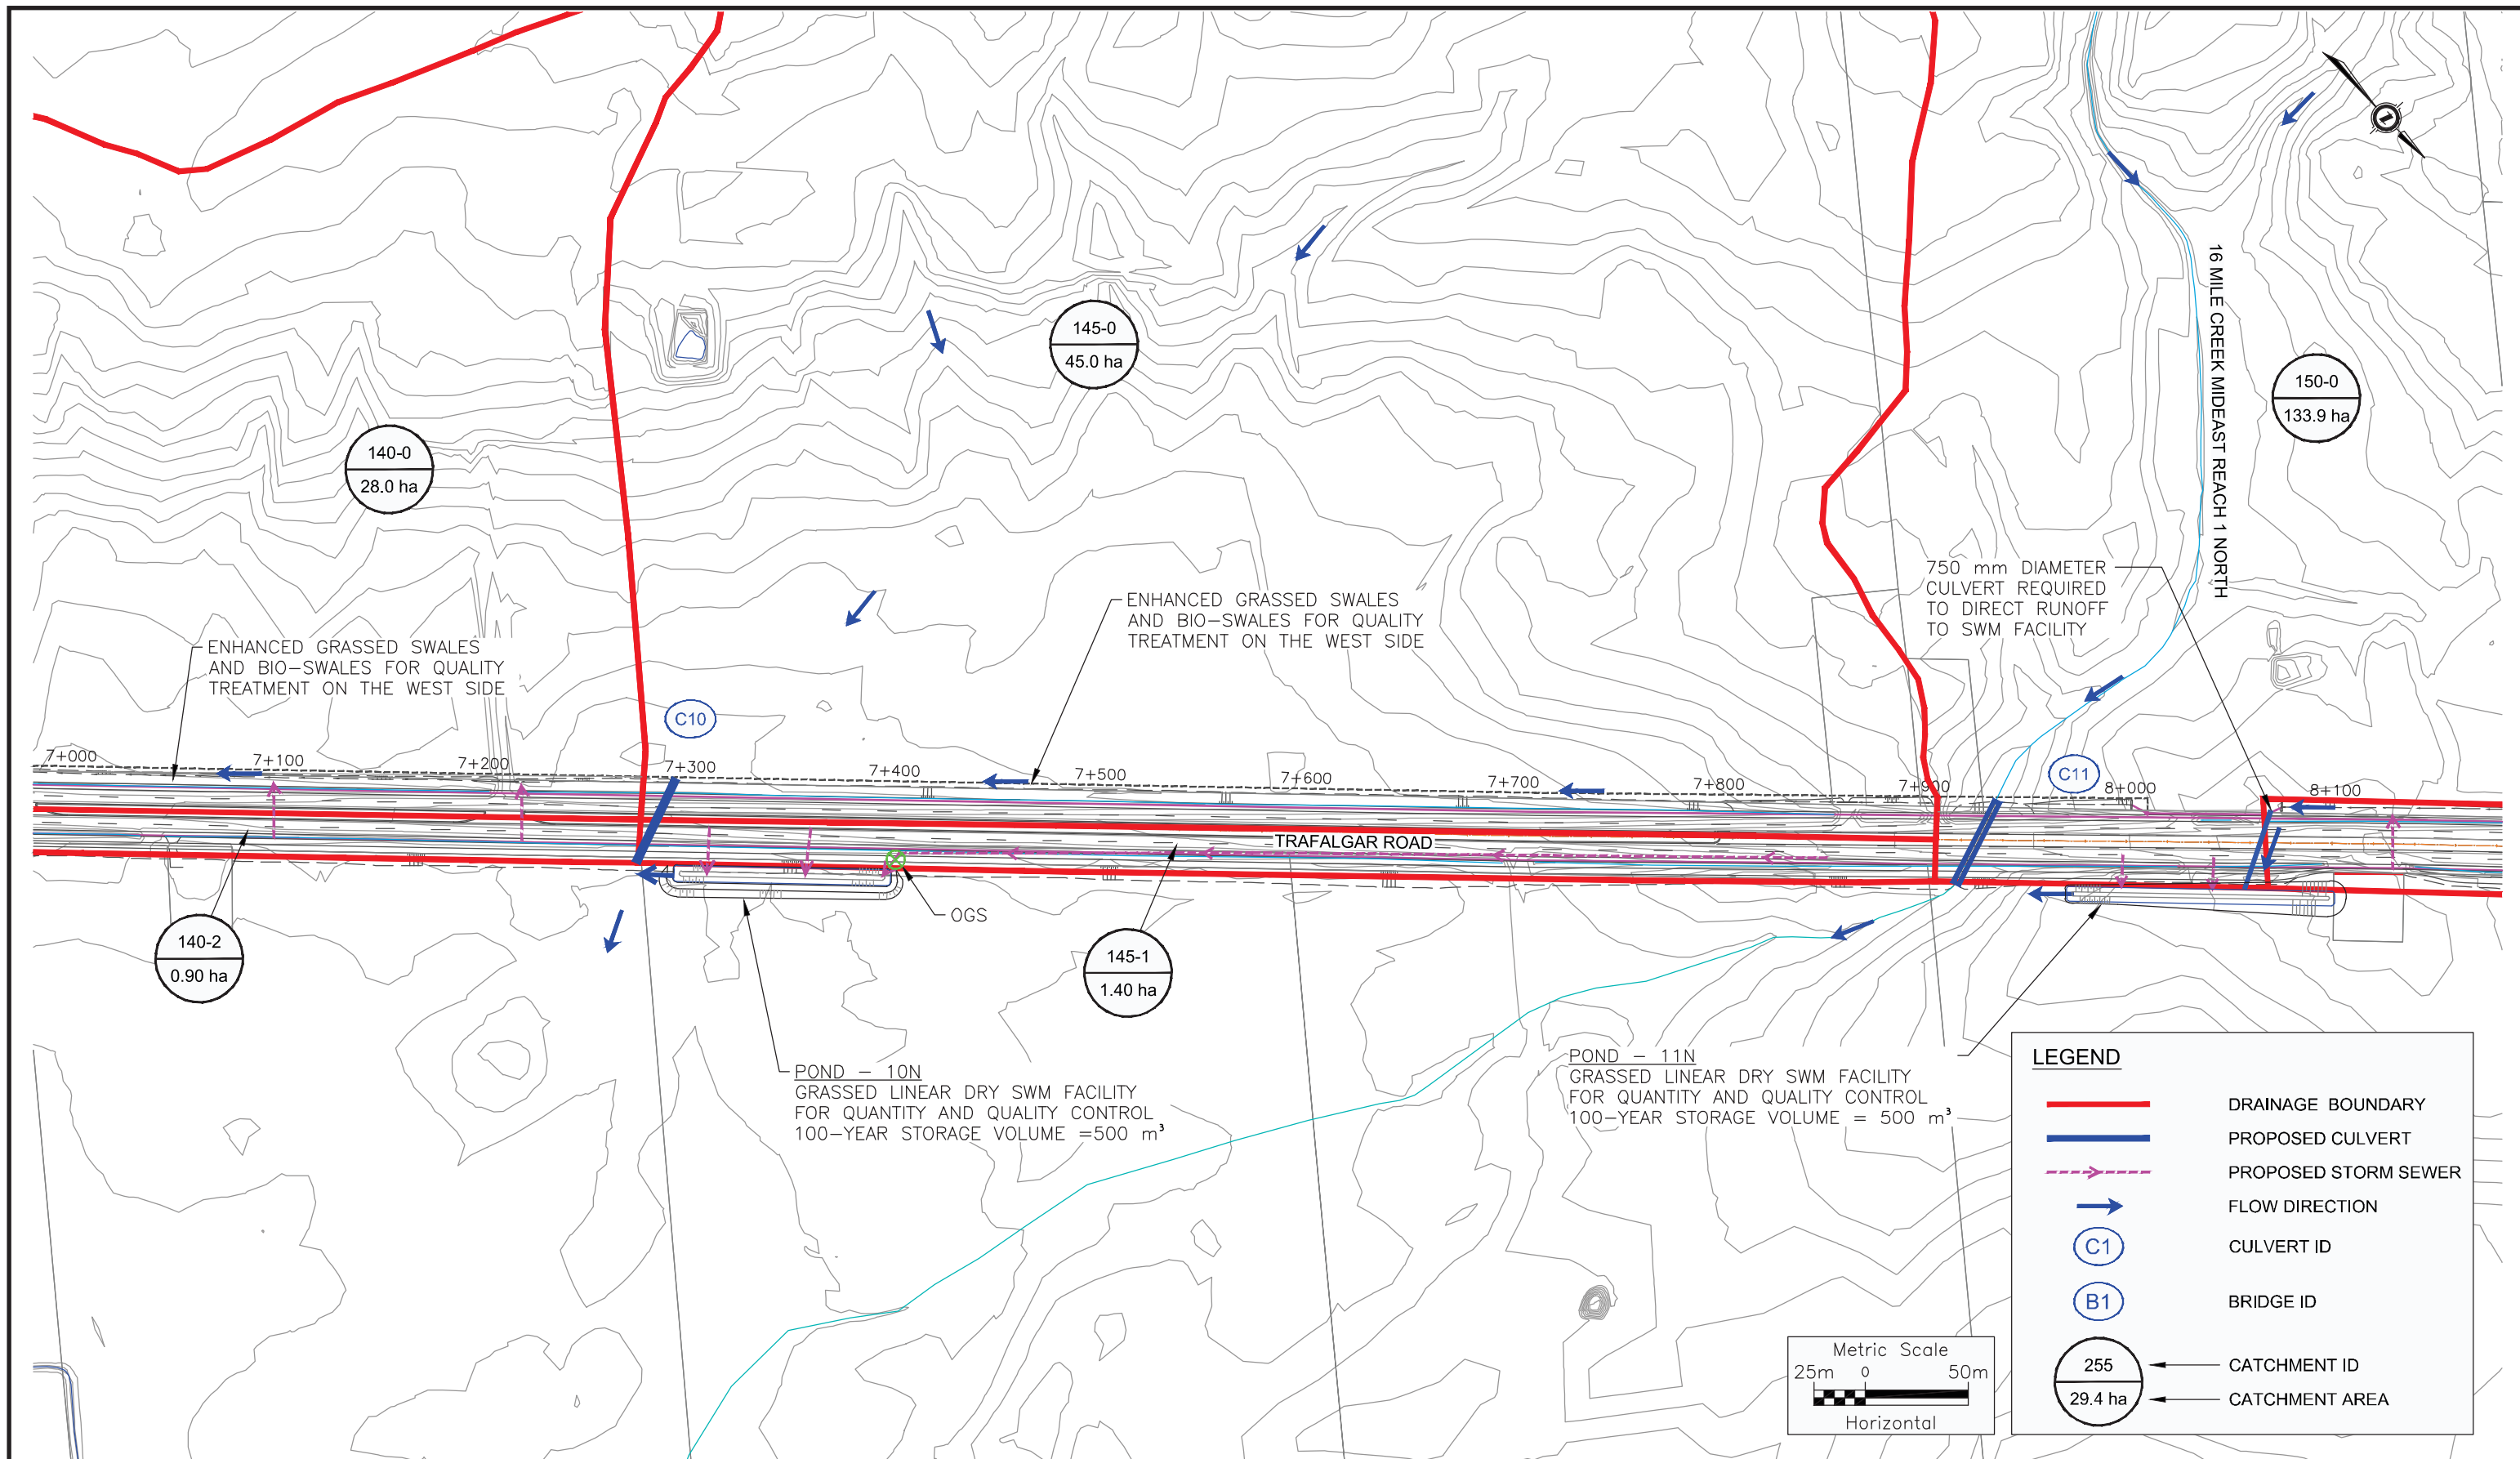 16 MILE CREEK MIDEAST REACH 1 NORTH
145-0
45.0 ha
150-0
133.9 ha
140-0
28.0 ha
750 mm DIAMETER
CULVERT REQUIRED
TO DIRECT RUNOFF
TO SWM FACILITY
ENHANCED GRASSED SWALES
AND BIO-SWALES FOR QUALITY
TREATMENT ON THE WEST SIDE
ENHANCED GRASSED SWALES
AND BIO-SWALES FOR QUALITY
TREATMENT ON THE WEST SIDE
C10
C11
7+000
7+100
7+200
7+300
7+400
7+500
7+600
7+700
7+800
7+900
8+000
8+100
TRAFALGAR ROAD
OGS
140-2
0.90 ha
145-1
1.40 ha
POND - 10N
GRASSED LINEAR DRY SWM FACILITY
FOR QUANTITY AND QUALITY CONTROL
100-YEAR STORAGE VOLUME =500 m³
POND - 11N
GRASSED LINEAR DRY SWM FACILITY
FOR QUANTITY AND QUALITY CONTROL
100-YEAR STORAGE VOLUME = 500 m³
LEGEND
DRAINAGE BOUNDARY
PROPOSED CULVERT
PROPOSED STORM SEWER
FLOW DIRECTION
C1 CULVERT ID
B1 BRIDGE ID
255 CATCHMENT ID
29.4 ha CATCHMENT AREA
Metric Scale
25m 0 50m
Horizontal